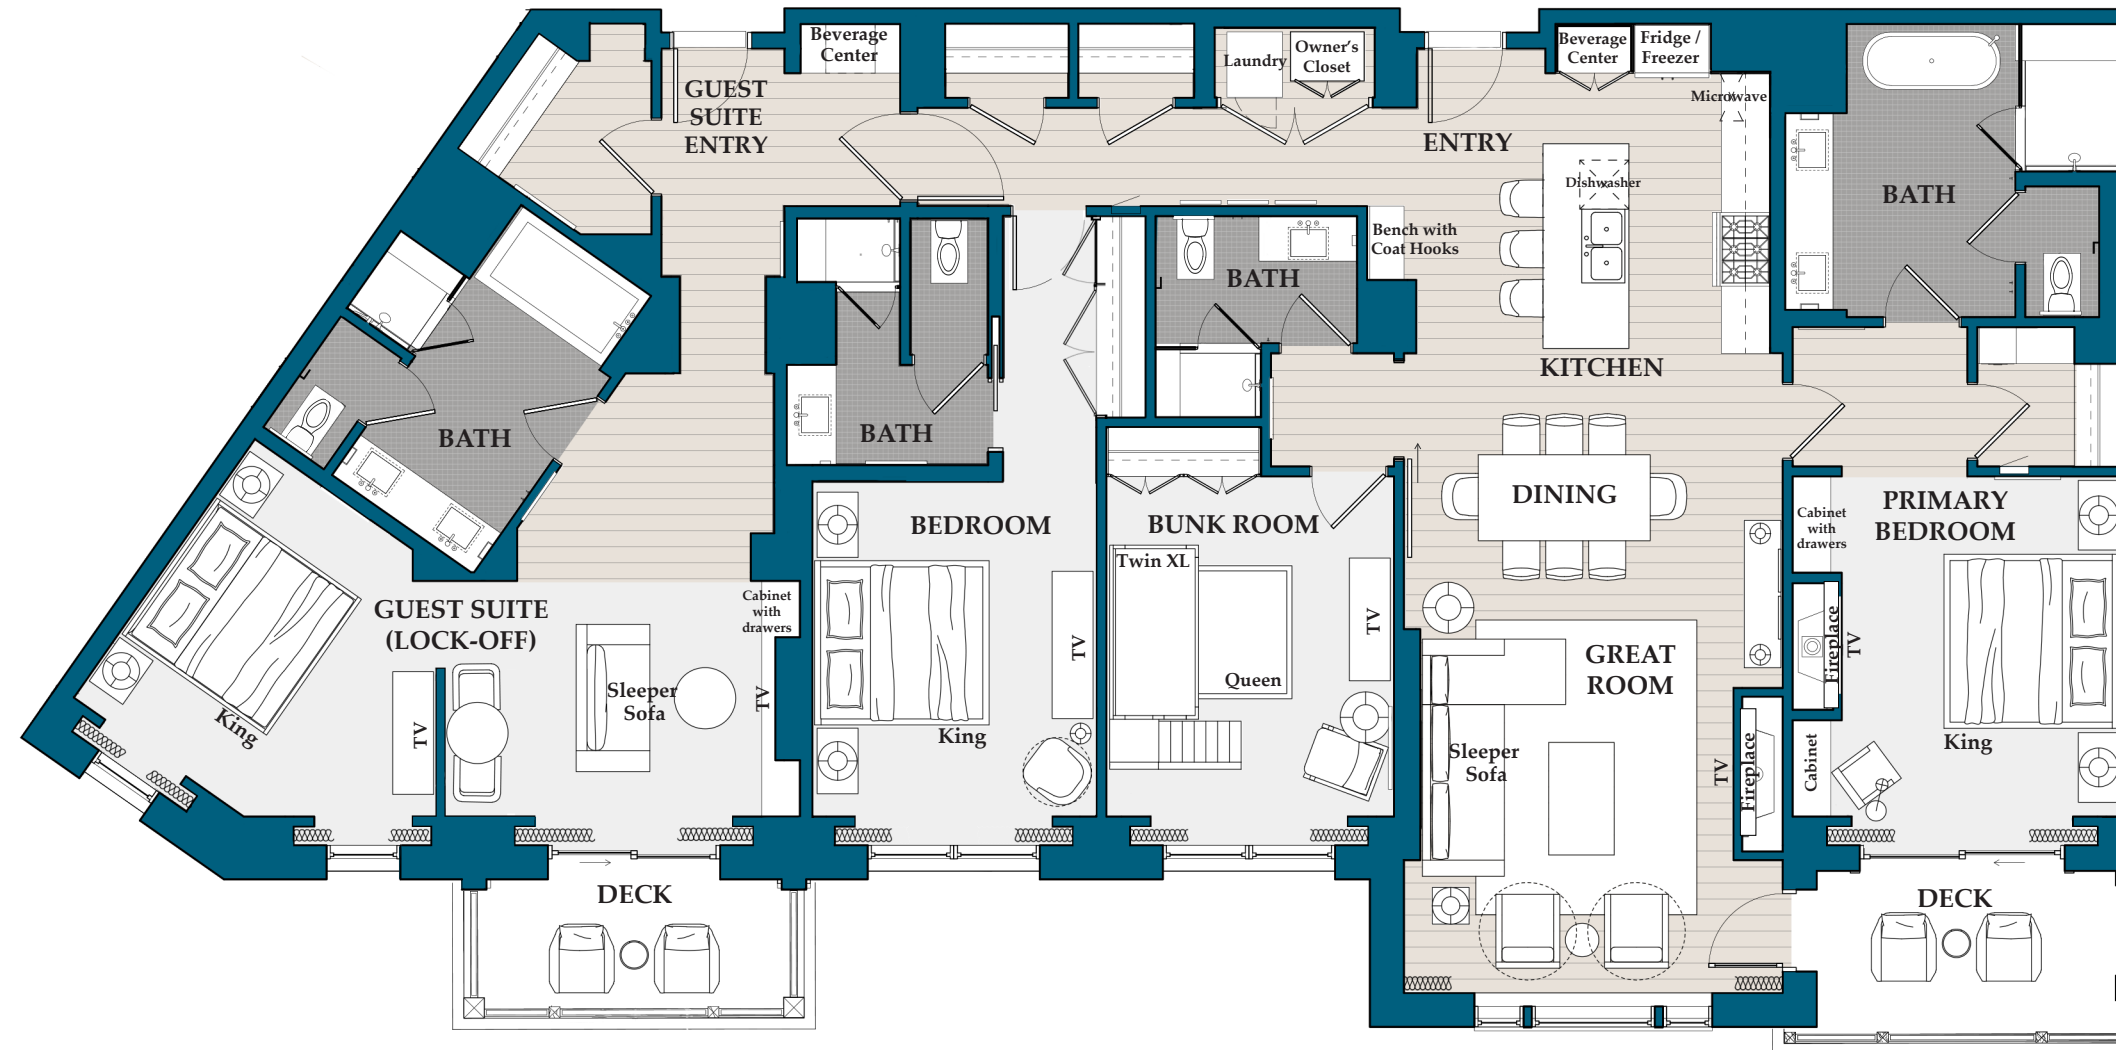 Beverage
Center
GUEST
SUITE
ENTRY
Laundry
Owner's
Closet
ENTRY
Beverage
Center
Fridge /
Freezer
Microwave
Dishwasher
BATH
Bench with
Coat Hooks
BATH
KITCHEN
BATH
BATH
DINING
BEDROOM
BUNK ROOM
Twin XL
Cabinet
with
drawers
PRIMARY
BEDROOM
GUEST SUITE
(LOCK-OFF)
Cabinet
with
drawers
TV
TV
Fireplace
TV
GREAT
ROOM
Sleeper
Sofa
TV
Queen
King
TV
King
Sleeper
Sofa
TV
Fireplace
Cabinet
King
DECK
DECK